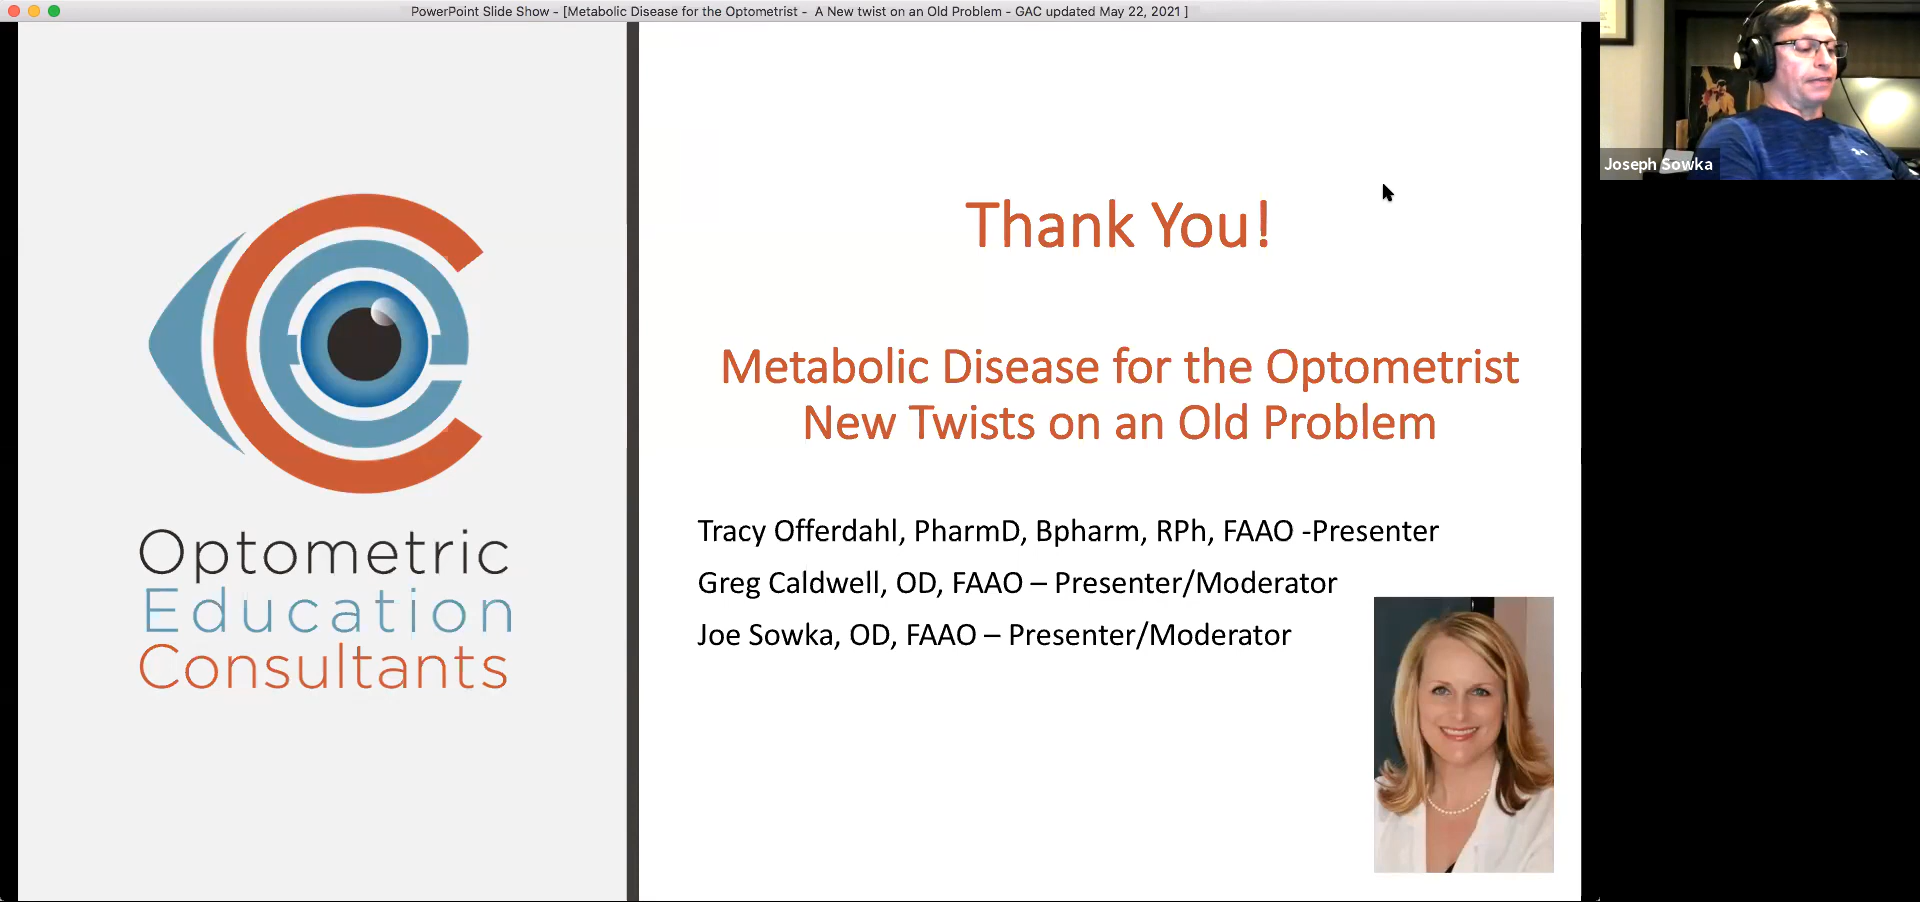 PowerPoint Slide Show - [Metabolic Disease for the Optometrist - A New twist on an Old Problem - GAC updated May 22, 2021 ]
Optometric
Education
Consultants
Thank You!
Metabolic Disease for the Optometrist
New Twists on an Old Problem
Tracy Offerdahl, PharmD, Bpharm, RPh, FAAO -Presenter
Greg Caldwell, OD, FAAO – Presenter/Moderator
Joe Sowka, OD, FAAO – Presenter/Moderator
Joseph Sowka